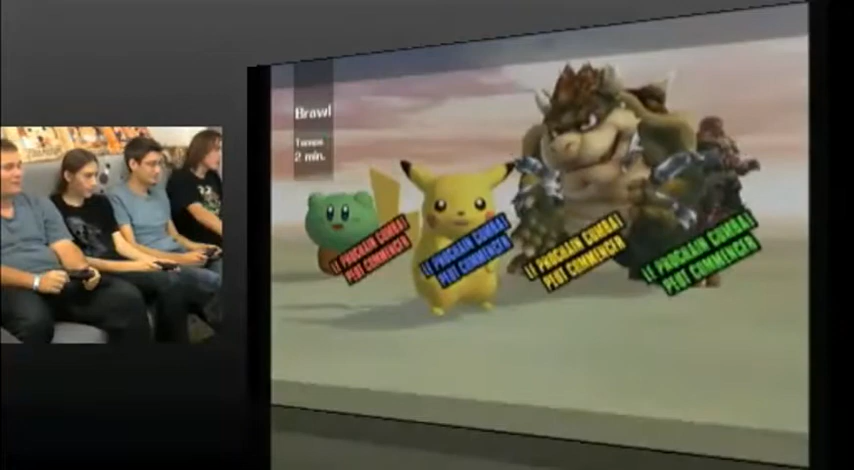 Brawl
Temps
2 min.
LE PROCHAIN COMBAT
PEUT COMMENCER
LE PROCHAIN COMBAT
PEUT COMMENCER
LE PROCHAIN COMBAT
PEUT COMMENCER
LE PROCHAIN COMBAT
PEUT COMMENCER